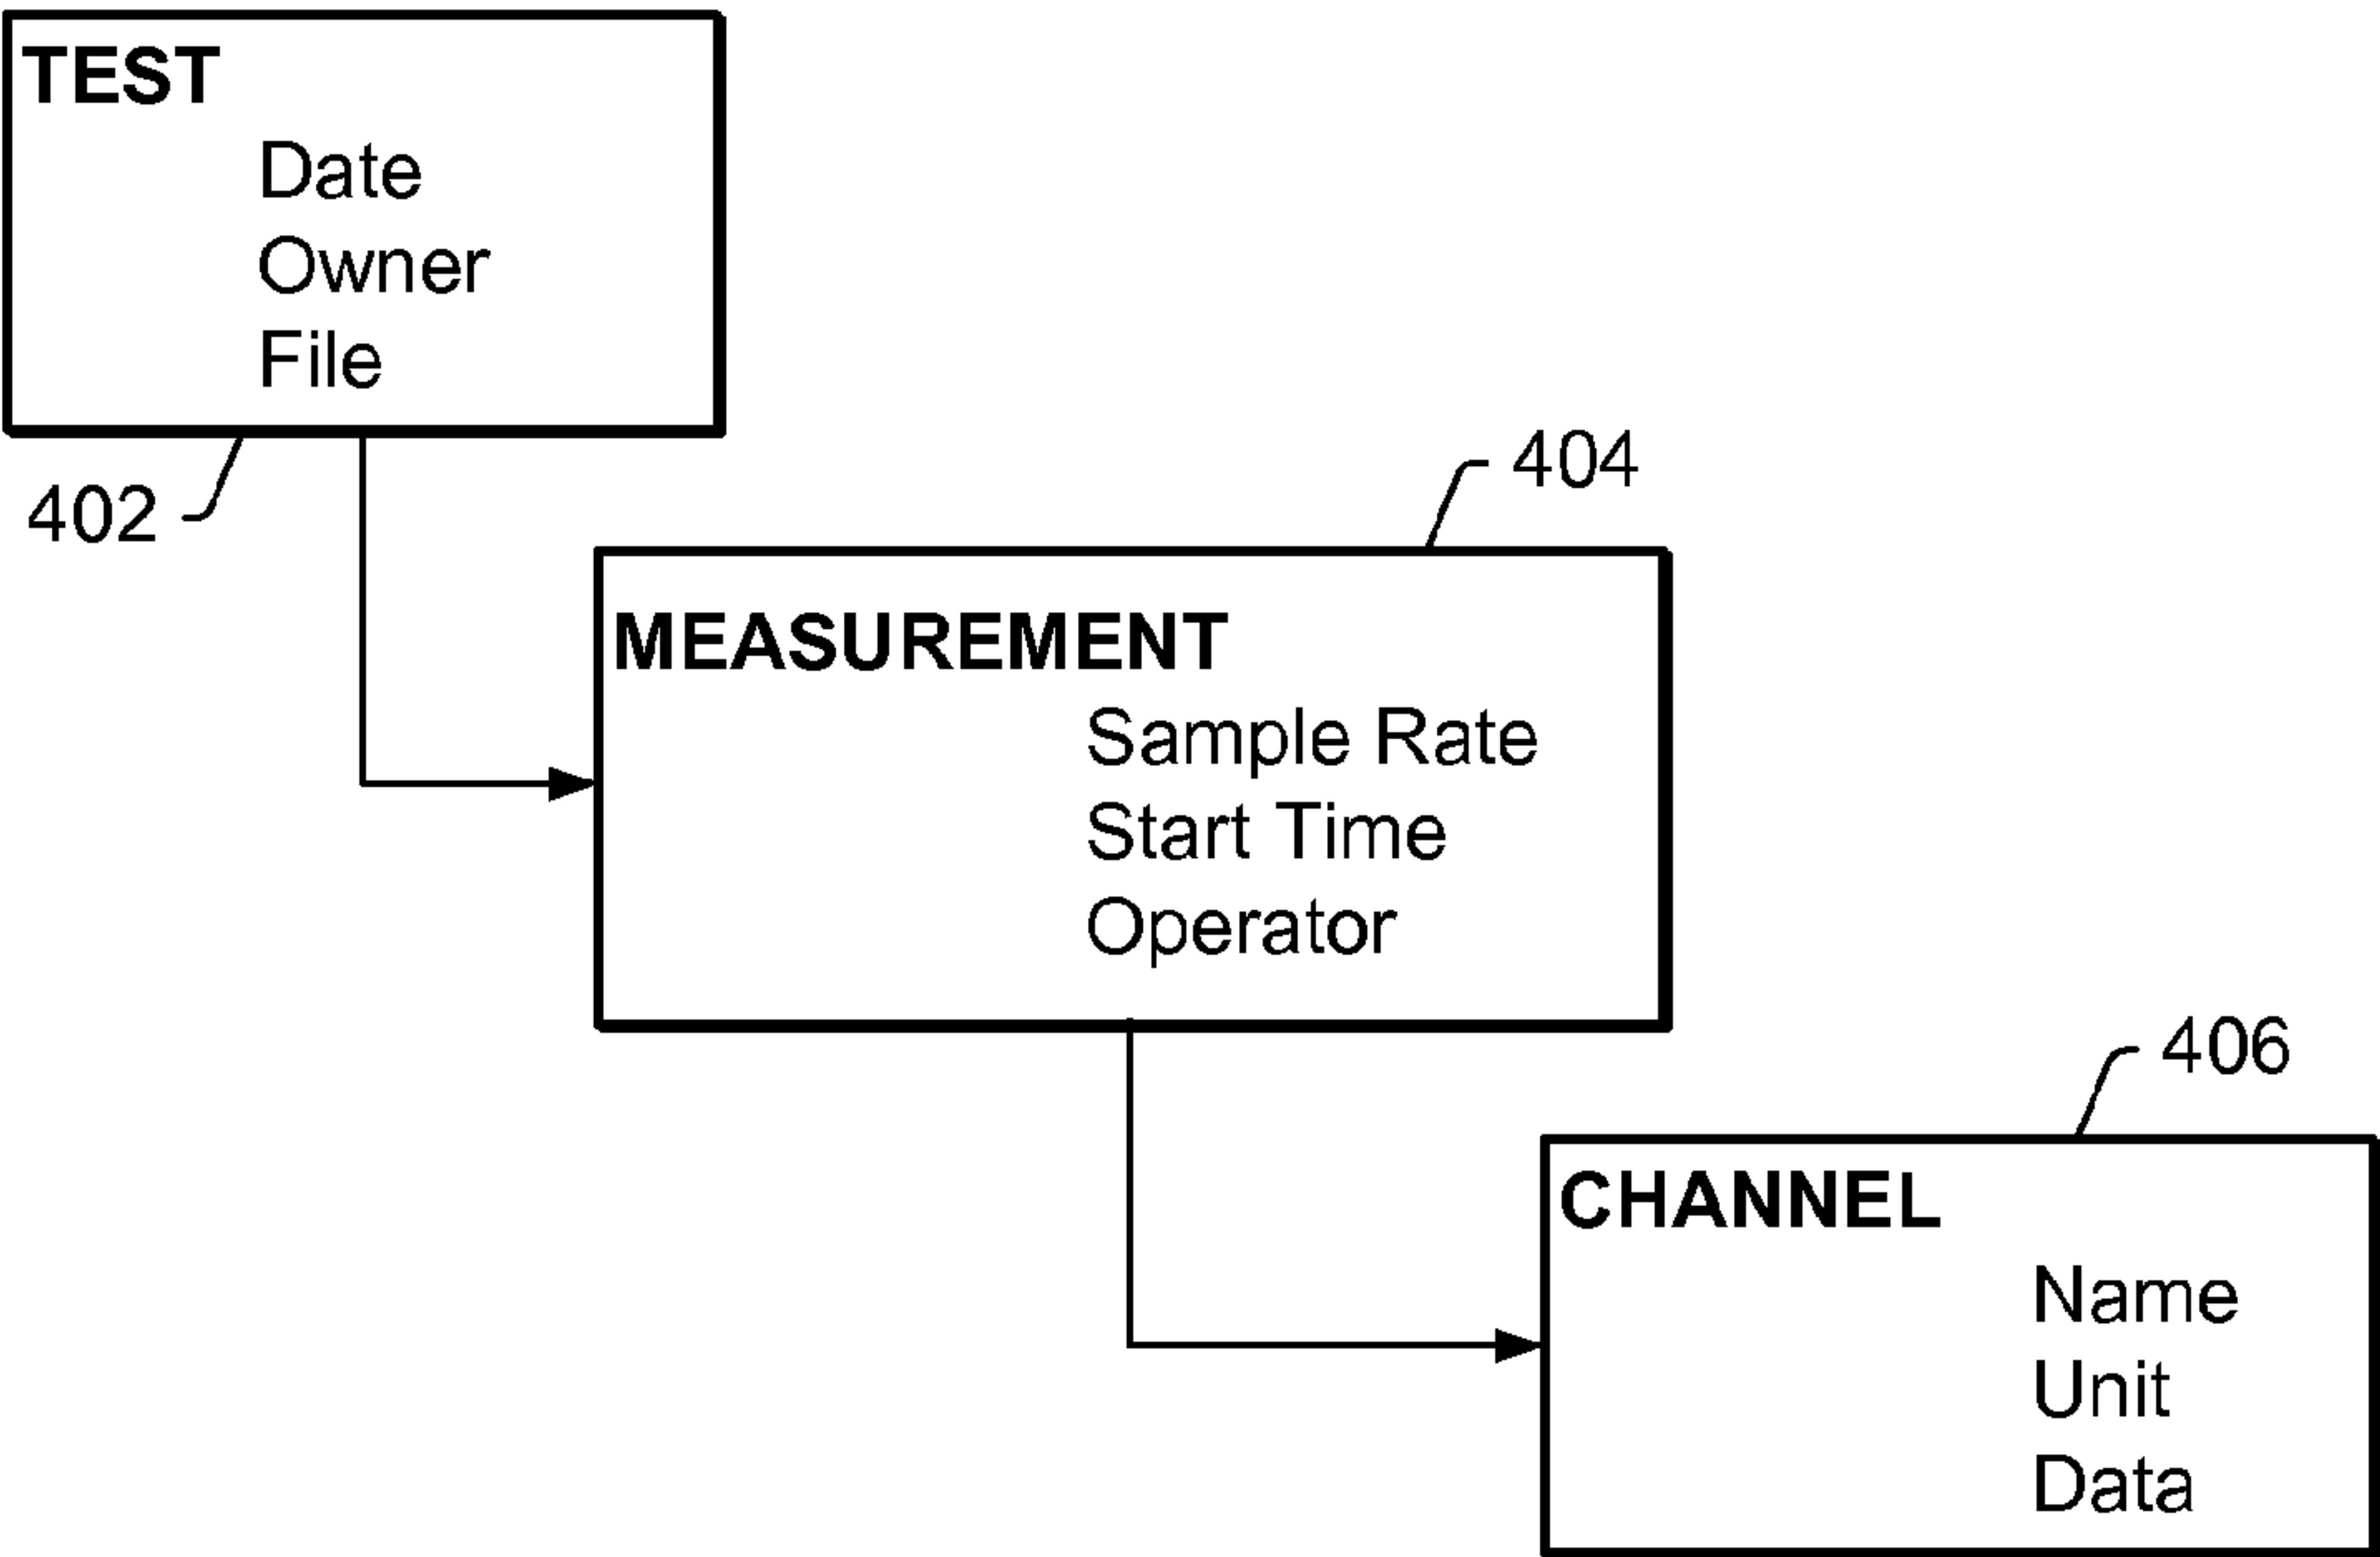 TEST
Date
Owner
File
402
404
MEASUREMENT
Sample Rate
Start Time
Operator
406
CHANNEL
Name
Unit
Data